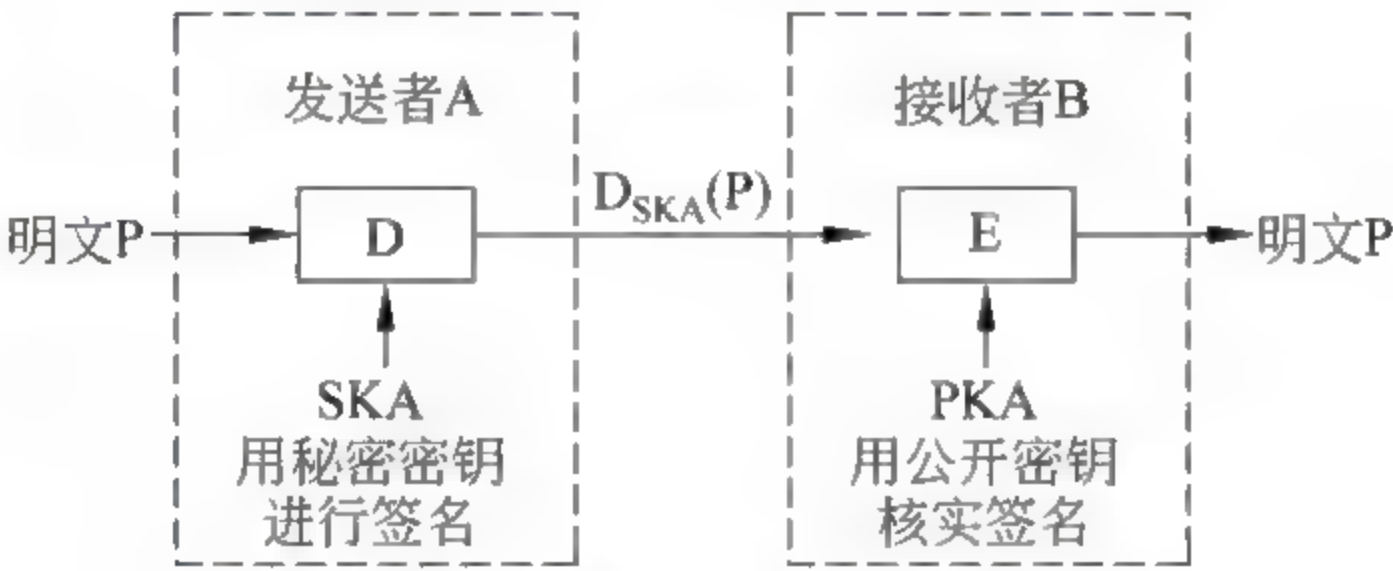 发送者A
接收者B
明文P
D
D_SKA(P)
E
明文P
SKA
用秘密密钥
进行签名
PKA
用公开密钥
核实签名